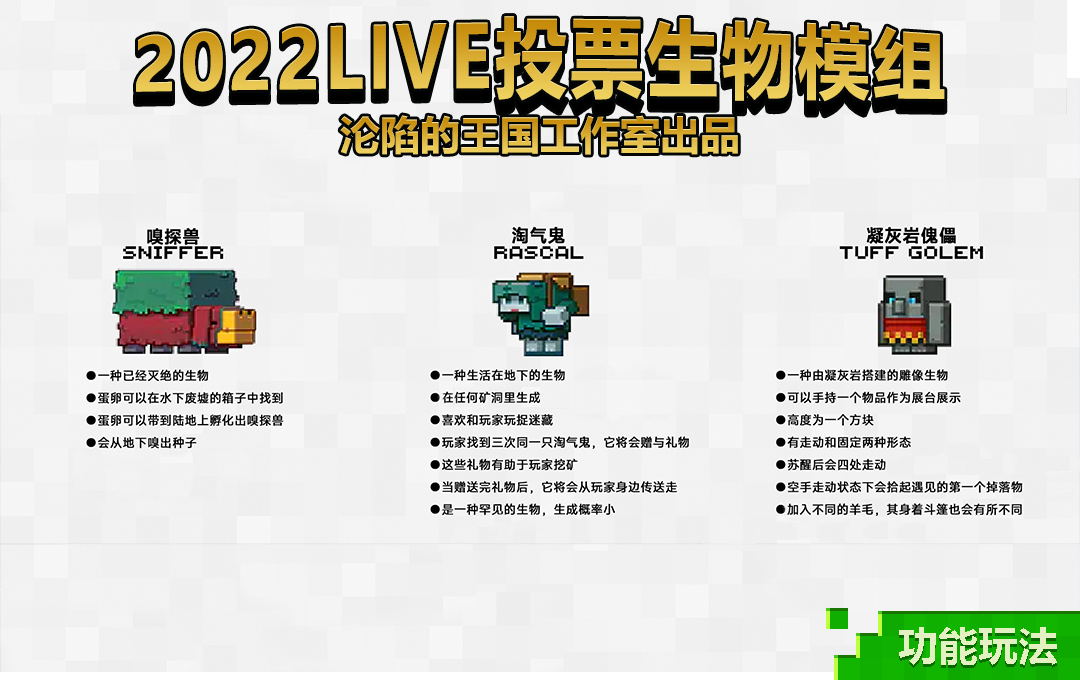 2022LIVE投票生物模组
沦陷的王国工作室出品
嗅探兽
SNIFFER
●一种已经灭绝的生物
●蛋卵可以在水下废墟的箱子中找到
●蛋卵可以带到陆地上孵化出嗅探兽
●会从地下嗅出种子
淘气鬼
RASCAL
●一种生活在地下的生物
●在任何矿洞里生成
●喜欢和玩家玩捉迷藏
●玩家找到三次同一只淘气鬼，它将会赠与礼物
●这些礼物有助于玩家挖矿
●当赠送完礼物后，它将会从玩家身边传送走
●是一种罕见的生物，生成概率小
凝灰岩傀儡
TUFF GOLEM
●一种由凝灰岩搭建的雕像生物
●可以手持一个物品作为展台展示
●高度为一个方块
●有走动和固定两种形态
●苏醒后会四处走动
●空手走动状态下会拾起遇见的第一个掉落物
●加入不同的羊毛，其身着斗篷也会有所不同
功能玩法